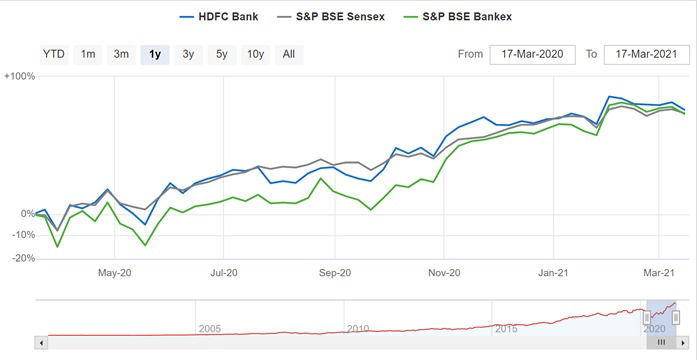 HDFC Bank S&P BSE Sensex S&P BSE Bankex
YTD 1m 3m 1y 3y 5y 10y All From 17-Mar-2020 To 17-Mar-2021
+100%
0%
-10%
-20%
May-20 Jul-20 Sep-20 Nov-20 Jan-21 Mar-21
2005 2010 2015 2020